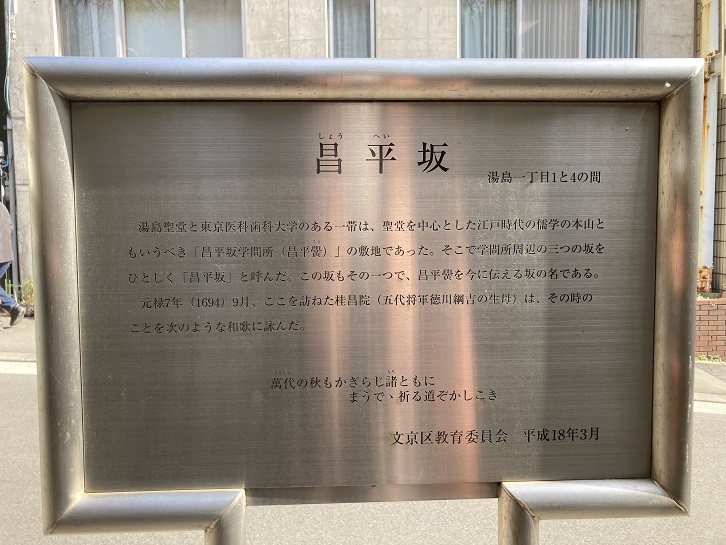 しょう へい
昌平坂
湯島一丁目1と4の間
湯島聖堂と東京医科歯科大学のある一帯は、聖堂を中心とした江戸時代の儒学の本山と
もいうべき「昌平坂学問所（昌平黌）」の敷地であった。そこで学問所周辺の三つの坂を
ひとしく「昌平坂」と呼んだ。この坂もその一つで、昌平黌を今に伝える坂の名である。
元禄7年（1694）9月、ここを訪ねた桂昌院（五代将軍徳川綱吉の生母）は、その時の
ことを次のような和歌に詠んだ。
萬代の秋もかぎらじ諸ともに
まうでゝ祈る道ぞかしこき
文京区教育委員会 平成18年3月